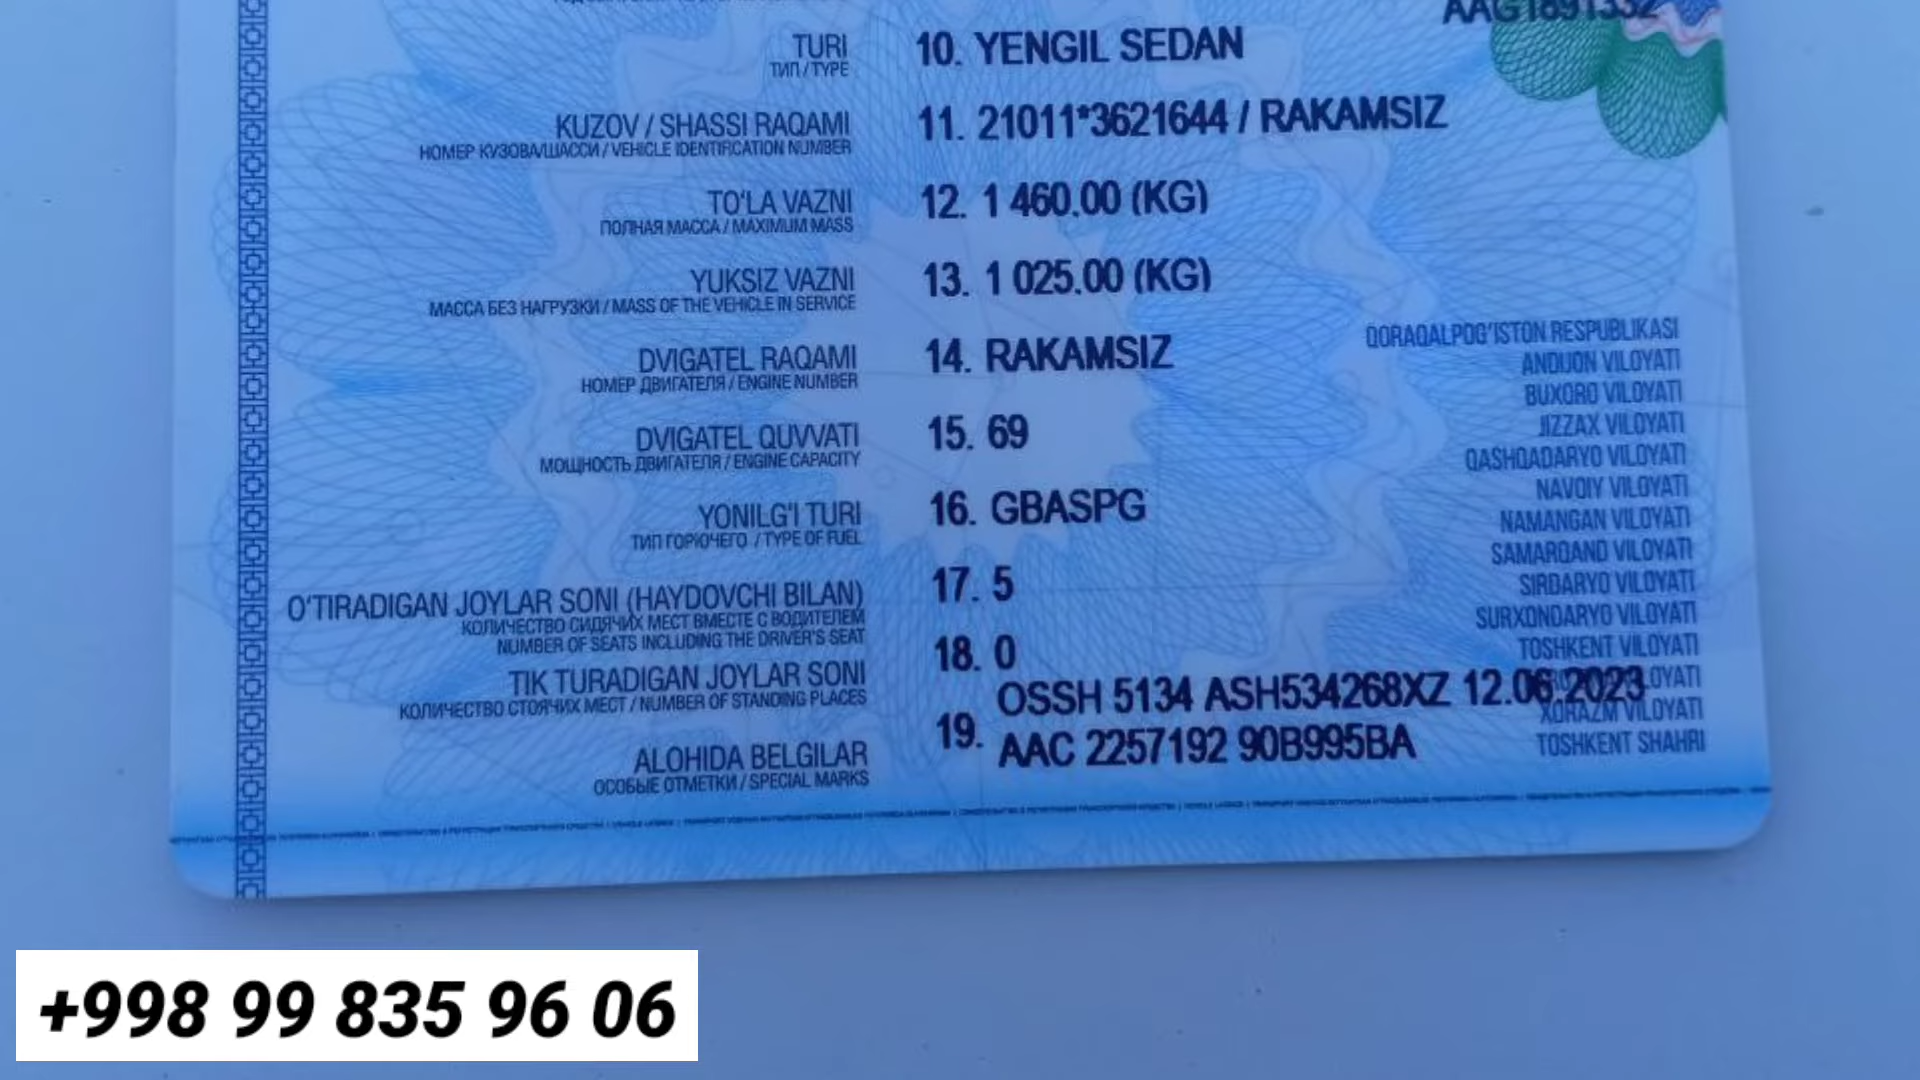 AAG1891332
TURI
ТИП / TYPE
10. YENGIL SEDAN
KUZOV / SHASSI RAQAMI
НОМЕР КУЗОВА/ШАССИ / VEHICLE IDENTIFICATION NUMBER
11. 21011*3621644 / RAKAMSIZ
TO'LA VAZNI
ПОЛНАЯ МАССА / MAXIMUM MASS
12. 1 460.00 (KG)
YUKSIZ VAZNI
МАССА БЕЗ НАГРУЗКИ / MASS OF THE VEHICLE IN SERVICE
13. 1 025.00 (KG)
DVIGATEL RAQAMI
НОМЕР ДВИГАТЕЛЯ / ENGINE NUMBER
14. RAKAMSIZ
DVIGATEL QUVVATI
МОЩНОСТЬ ДВИГАТЕЛЯ / ENGINE CAPACITY
15. 69
YONILG'I TURI
ТИП ГОРЮЧЕГО / TYPE OF FUEL
16. GBASPG
O'TIRADIGAN JOYLAR SONI (HAYDOVCHI BILAN)
КОЛИЧЕСТВО СИДЯЧИХ МЕСТ ВМЕСТЕ С ВОДИТЕЛЕМ
NUMBER OF SEATS INCLUDING THE DRIVER'S SEAT
17. 5
TIK TURADIGAN JOYLAR SONI
КОЛИЧЕСТВО СТОЯЧИХ МЕСТ / NUMBER OF STANDING PLACES
18. 0
ALOHIDA BELGILAR
ОСОБЫЕ ОТМЕТКИ / SPECIAL MARKS
19. OSSH 5134 ASH534268XZ 12.06.2023
AAC 2257192 90B995BA
QORAQALPOG'ISTON RESPUBLIKASI
ANDIJON VILOYATI
BUXORO VILOYATI
JIZZAX VILOYATI
QASHQADARYO VILOYATI
NAVOIY VILOYATI
NAMANGAN VILOYATI
SAMARQAND VILOYATI
SIRDARYO VILOYATI
SURXONDARYO VILOYATI
TOSHKENT VILOYATI
XORAZM VILOYATI
TOSHKENT SHAHRI
+998 99 835 96 06